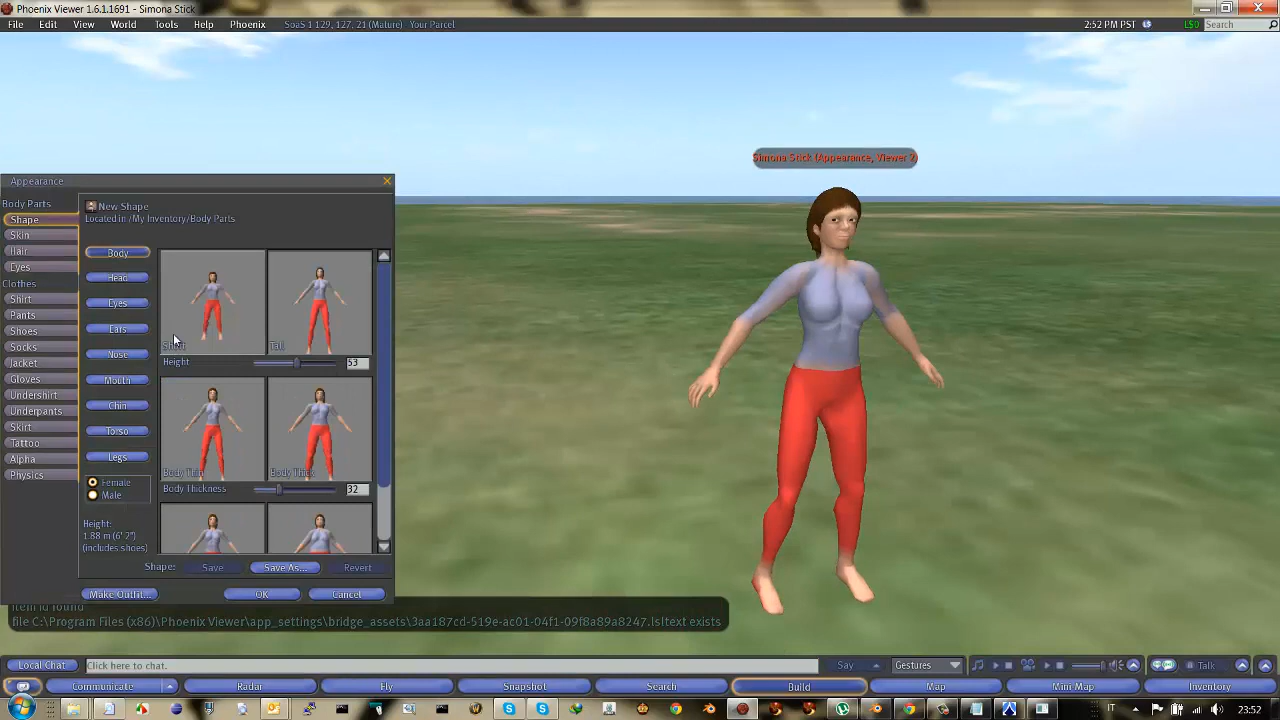 Phoenix Viewer 1.6.1.1691 - Simona Stick
File Edit View World Tools Help Phoenix SoaS 1 129, 127, 21 (Mature) Your Parcel 2:52 PM PST L$0 Search
Simona Stick (Appearance, Viewer 2)
Appearance
Body Parts
Shape
Skin
Hair
Eyes
Clothes
Shirt
Pants
Shoes
Socks
Jacket
Gloves
Undershirt
Underpants
Skirt
Tattoo
Alpha
Physics
New Shape
Located in /My Inventory/Body Parts
Body
Head
Eyes
Ears
Nose
Mouth
Chin
Torso
Legs
Female
Male
Height:
1.88 m (6' 2")
(includes shoes)
Short Tall
Height 53
Body Thin Body Thick
Body Thickness 32
Shape: Save Save As... Revert
Make Outfit... OK Cancel
item id found
file C:\Program Files (x86)\Phoenix Viewer\app_settings\bridge_assets\3aa187cd-519e-ac01-04f1-09f8a89a8247.lsltext exists
Local Chat Click here to chat. Say Gestures Talk
Communicate Radar Fly Snapshot Search Build Map Mini Map Inventory
IT 23:52